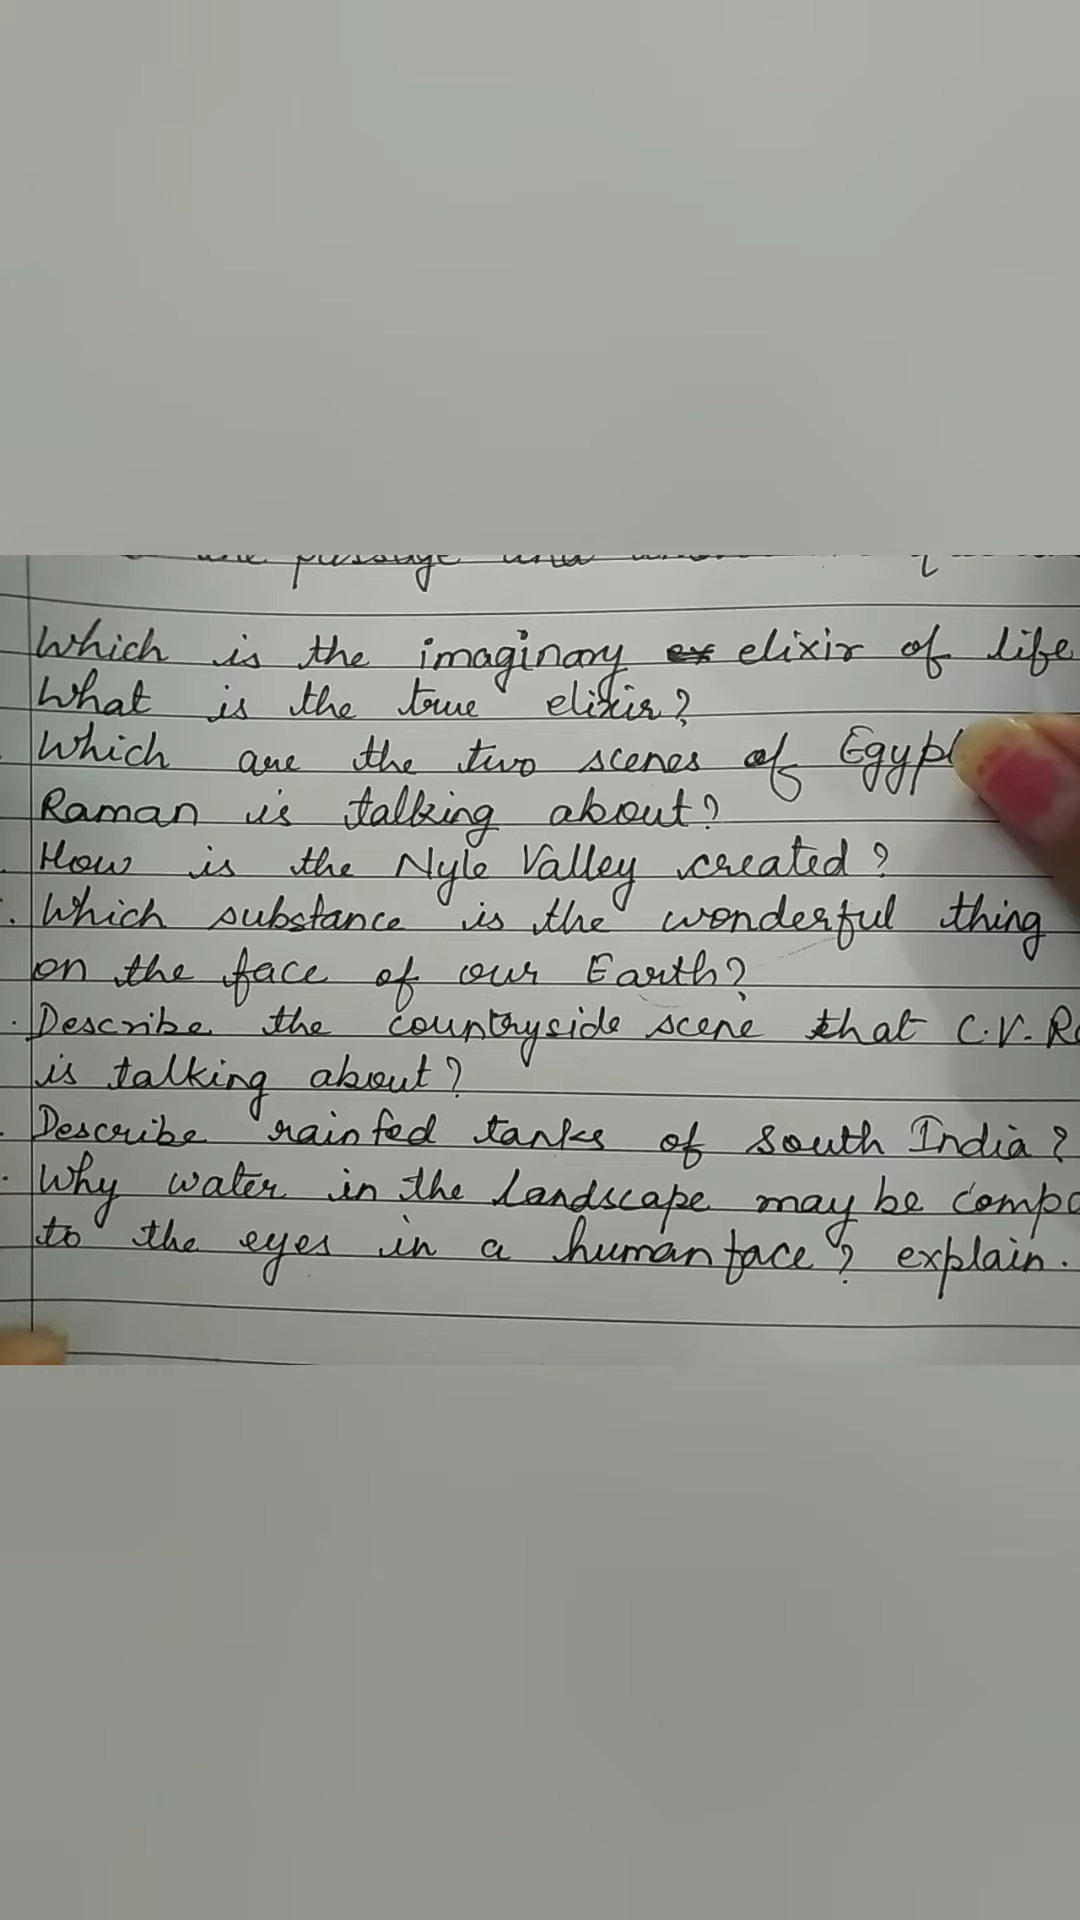 passage and
Which is the imaginary elixir of life
What is the true elixir?
Which are the two scenes of Egypt
Raman is talking about?
How is the Nyle Valley created?
Which substance is the wonderful thing
on the face of our Earth?
Describe the countryside scene that C.V. Ra
is talking about?
Describe rainfed tanks of South India?
Why water in the landscape may be compa
to the eyes in a human face? explain.